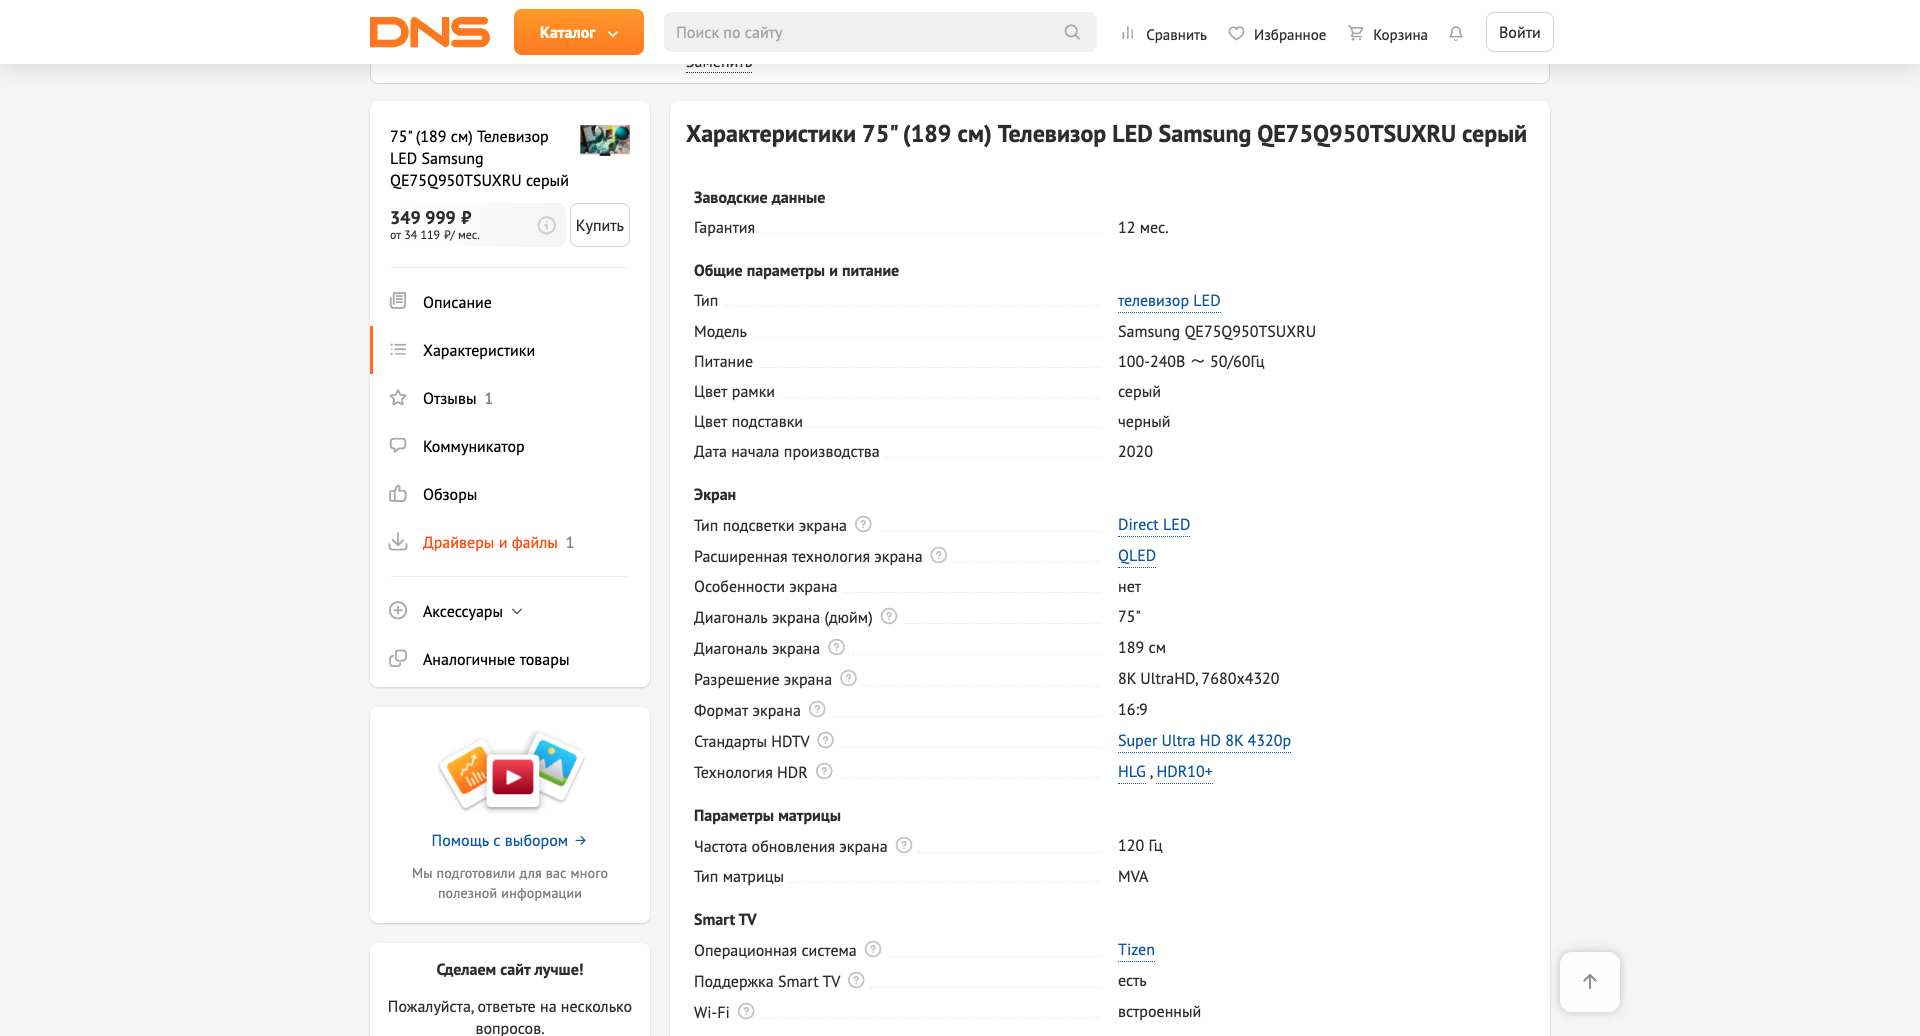 DNS
Каталог
Поиск по сайту
Сравнить
Избранное
Корзина
Войти
Заменить
75" (189 см) Телевизор
LED Samsung
QE75Q950TSUXRU серый
349 999 ₽
от 34 119 ₽/ мес.
Купить
Описание
Характеристики
Отзывы 1
Коммуникатор
Обзоры
Драйверы и файлы 1
Аксессуары
Аналогичные товары
Помощь с выбором →
Мы подготовили для вас много
полезной информации
Сделаем сайт лучше!
Пожалуйста, ответьте на несколько
вопросов.
Характеристики 75" (189 см) Телевизор LED Samsung QE75Q950TSUXRU серый
Заводские данные
Гарантия 12 мес.
Общие параметры и питание
Тип телевизор LED
Модель Samsung QE75Q950TSUXRU
Питание 100-240В ～ 50/60Гц
Цвет рамки серый
Цвет подставки черный
Дата начала производства 2020
Экран
Тип подсветки экрана ? Direct LED
Расширенная технология экрана ? QLED
Особенности экрана нет
Диагональ экрана (дюйм) ? 75"
Диагональ экрана ? 189 см
Разрешение экрана ? 8K UltraHD, 7680x4320
Формат экрана ? 16:9
Стандарты HDTV ? Super Ultra HD 8K 4320p
Технология HDR ? HLG , HDR10+
Параметры матрицы
Частота обновления экрана ? 120 Гц
Тип матрицы MVA
Smart TV
Операционная система ? Tizen
Поддержка Smart TV ? есть
Wi-Fi ? встроенный